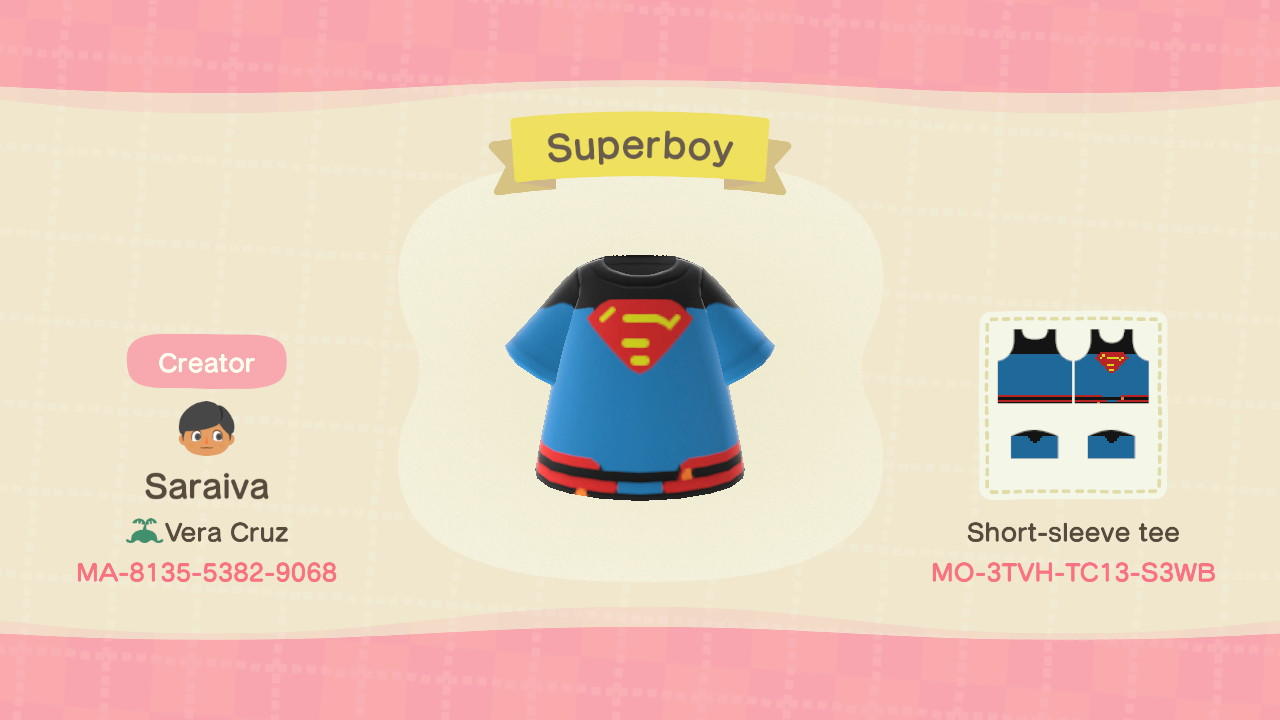 Superboy
Creator
Saraiva
Vera Cruz
MA-8135-5382-9068
Short-sleeve tee
MO-3TVH-TC13-S3WB